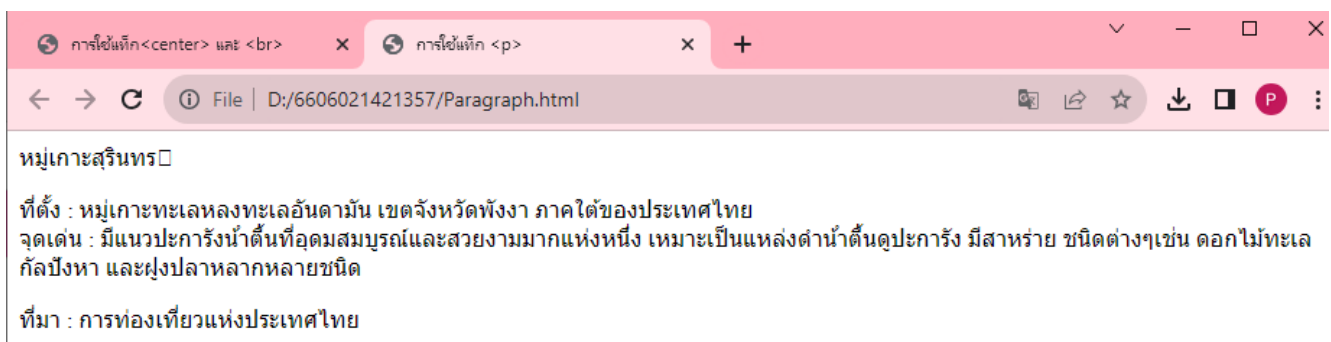 การใช้แท็ก<center> และ <br>
การใช้แท็ก <p>
File | D:/6606021421357/Paragraph.html
P
หมู่เกาะสุรินทร□
ที่ตั้ง : หมู่เกาะทะเลหลงทะเลอันดามัน เขตจังหวัดพังงา ภาคใต้ของประเทศไทย
จุดเด่น : มีแนวปะการังน้ำตื้นที่อุดมสมบูรณ์และสวยงามมากแห่งหนึ่ง เหมาะเป็นแหล่งดำน้ำตื้นดูปะการัง มีสาหร่าย ชนิดต่างๆเช่น ดอกไม้ทะเล
กัลปังหา และฝูงปลาหลากหลายชนิด
ที่มา : การท่องเที่ยวแห่งประเทศไทย